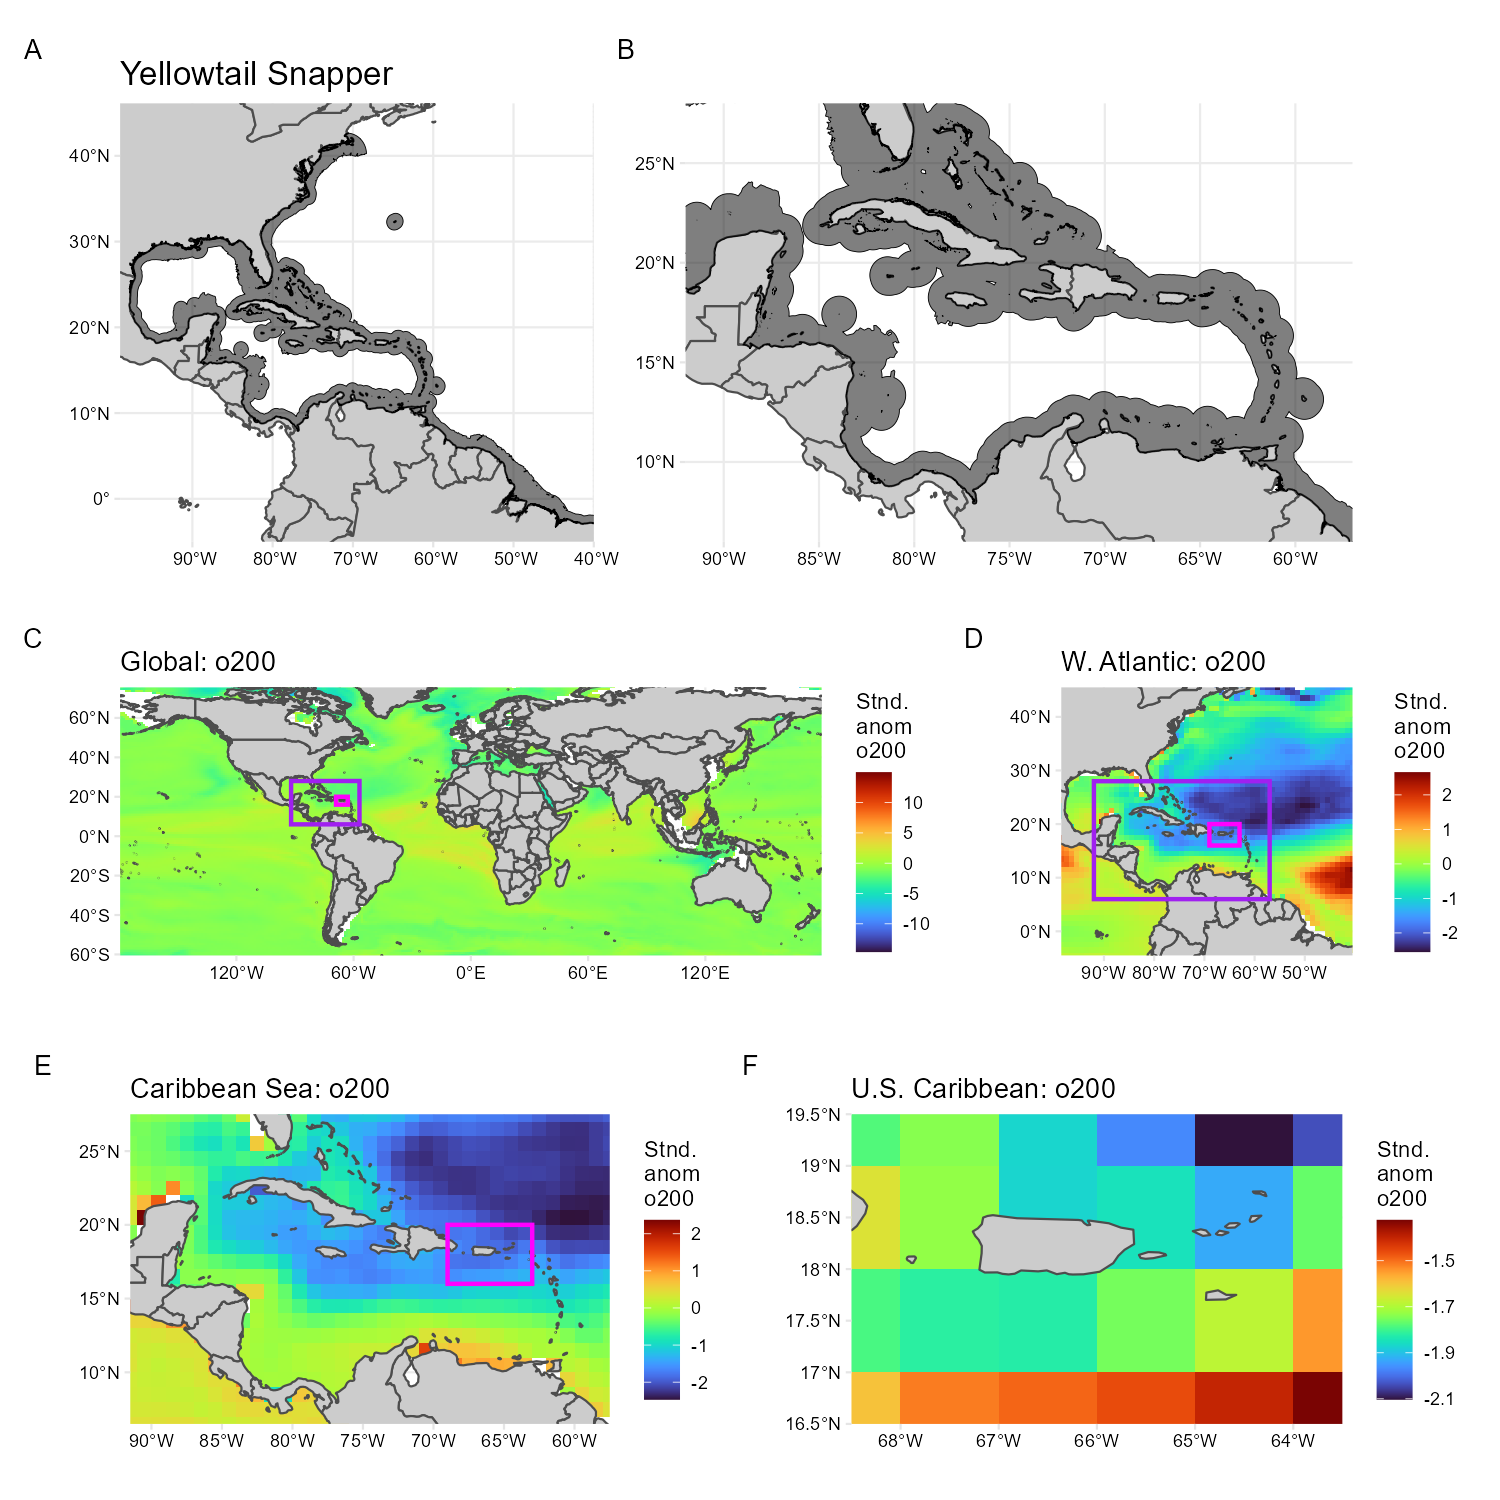 A
B
Yellowtail Snapper
40°N
30°N
20°N
10°N
0°
90°W 80°W 70°W 60°W 50°W 40°W
25°N
20°N
15°N
10°N
90°W 85°W 80°W 75°W 70°W 65°W 60°W
C
D
Global: o200
60°N
40°N
20°N
0°N
20°S
40°S
60°S
120°W 60°W 0°E 60°E 120°E
Stnd.
anom
o200
10
5
0
-5
-10
W. Atlantic: o200
40°N
30°N
20°N
10°N
0°N
90°W 80°W 70°W 60°W 50°W
Stnd.
anom
o200
2
1
0
-1
-2
E
F
Caribbean Sea: o200
25°N
20°N
15°N
10°N
90°W 85°W 80°W 75°W 70°W 65°W 60°W
Stnd.
anom
o200
2
1
0
-1
-2
U.S. Caribbean: o200
19.5°N
19°N
18.5°N
18°N
17.5°N
17°N
16.5°N
68°W 67°W 66°W 65°W 64°W
Stnd.
anom
o200
-1.5
-1.7
-1.9
-2.1